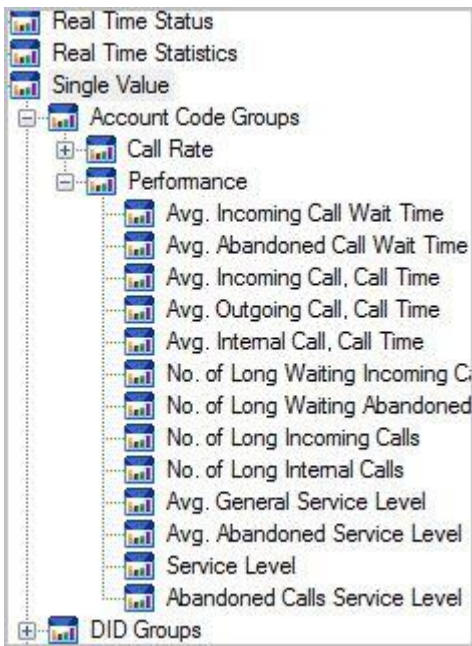 Real Time Status
Real Time Statistics
Single Value
Account Code Groups
Call Rate
Performance
Avg. Incoming Call Wait Time
Avg. Abandoned Call Wait Time
Avg. Incoming Call, Call Time
Avg. Outgoing Call, Call Time
Avg. Internal Call, Call Time
No. of Long Waiting Incoming
No. of Long Waiting Abandoned
No. of Long Incoming Calls
No. of Long Internal Calls
Avg. General Service Level
Avg. Abandoned Service Level
Service Level
Abandoned Calls Service Level
DID Groups